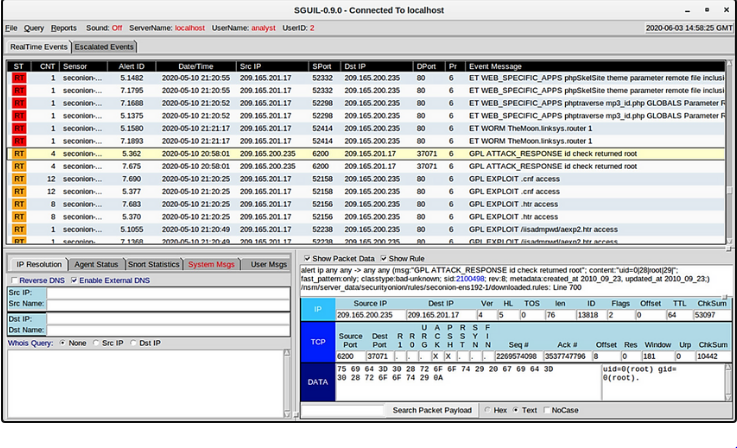 SGUIL-0.9.0 - Connected To localhost
File Query Reports Sound: Off ServerName: localhost UserName: analyst UserID: 2 2020-06-03 14:58:25 GMT
RealTime Events Escalated Events
ST CNT Sensor Alert ID Date/Time Src IP SPort Dst IP DPort Pr Event Message
RT 1 seconion-... 5.1482 2020-05-10 21:20:55 209.165.201.17 52332 209.165.200.235 80 6 ET WEB_SPECIFIC_APPS phpSkelSite theme parameter remote file inclusi
RT 1 seconion-... 7.1795 2020-05-10 21:20:55 209.165.201.17 52332 209.165.200.235 80 6 ET WEB_SPECIFIC_APPS phpSkelSite theme parameter remote file inclusi
RT 1 seconion-... 7.1688 2020-05-10 21:20:52 209.165.201.17 52298 209.165.200.235 80 6 ET WEB_SPECIFIC_APPS phptraverse mp3_id.php GLOBALS Parameter R
RT 1 seconion-... 5.1375 2020-05-10 21:20:52 209.165.201.17 52298 209.165.200.235 80 6 ET WEB_SPECIFIC_APPS phptraverse mp3_id.php GLOBALS Parameter R
RT 1 seconion-... 5.1580 2020-05-10 21:21:17 209.165.201.17 52414 209.165.200.235 80 6 ET WORM TheMoon.linksys.router 1
RT 1 seconion-... 7.1893 2020-05-10 21:21:17 209.165.201.17 52414 209.165.200.235 80 6 ET WORM TheMoon.linksys.router 1
RT 4 seconion-... 5.362 2020-05-10 20:58:01 209.165.200.235 6200 209.165.201.17 37071 6 GPL ATTACK_RESPONSE id check returned root
RT 4 seconion-... 7.675 2020-05-10 20:58:01 209.165.200.235 6200 209.165.201.17 37071 6 GPL ATTACK_RESPONSE id check returned root
RT 12 seconion-... 7.690 2020-05-10 21:20:25 209.165.201.17 52158 209.165.200.235 80 6 GPL EXPLOIT .cnf access
RT 12 seconion-... 5.377 2020-05-10 21:20:25 209.165.201.17 52158 209.165.200.235 80 6 GPL EXPLOIT .cnf access
RT 8 seconion-... 7.683 2020-05-10 21:20:25 209.165.201.17 52156 209.165.200.235 80 6 GPL EXPLOIT .htr access
RT 8 seconion-... 5.370 2020-05-10 21:20:25 209.165.201.17 52156 209.165.200.235 80 6 GPL EXPLOIT .htr access
RT 1 seconion-... 5.1055 2020-05-10 21:20:49 209.165.201.17 52238 209.165.200.235 80 6 GPL EXPLOIT /iisadmpwd/aexp2.htr access
RT 1 seconion-... 7.1368 2020-05-10 21:20:49 209.165.201.17 52238 209.165.200.235 80 6 GPL EXPLOIT /iisadmpwd/aexp2.htr access
IP Resolution Agent Status Snort Statistics System Msgs User Msgs
Reverse DNS Enable External DNS
Src IP:
Src Name:
Dst IP:
Dst Name:
Whois Query: None Src IP Dst IP
Show Packet Data Show Rule
alert ip any any -> any any (msg:"GPL ATTACK_RESPONSE id check returned root"; content:"uid=0|28|root|29|";
fast_pattern:only; classtype:bad-unknown; sid:2100498; rev:8; metadata:created_at 2010_09_23, updated_at 2010_09_23;)
/nsm/server_data/securityonion/rules/seconion-ens192-1/downloaded.rules: Line 700
IP Source IP Dest IP Ver HL TOS len ID Flags Offset TTL ChkSum
209.165.200.235 209.165.201.17 4 5 0 76 13818 2 0 64 53097
TCP
U A P R S F
Source Dest R R R C S S Y I
Port Port 1 0 G K H T N N Seq # Ack # Offset Res Window Urp ChkSum
6200 37071 . . . X X . . . 2269574098 3537747796 8 0 181 0 10442
DATA
75 69 64 3D 30 28 72 6F 6F 74 29 20 67 69 64 3D uid=0(root) gid=
30 28 72 6F 6F 74 29 0A 0(root).
Search Packet Payload Hex Text NoCase